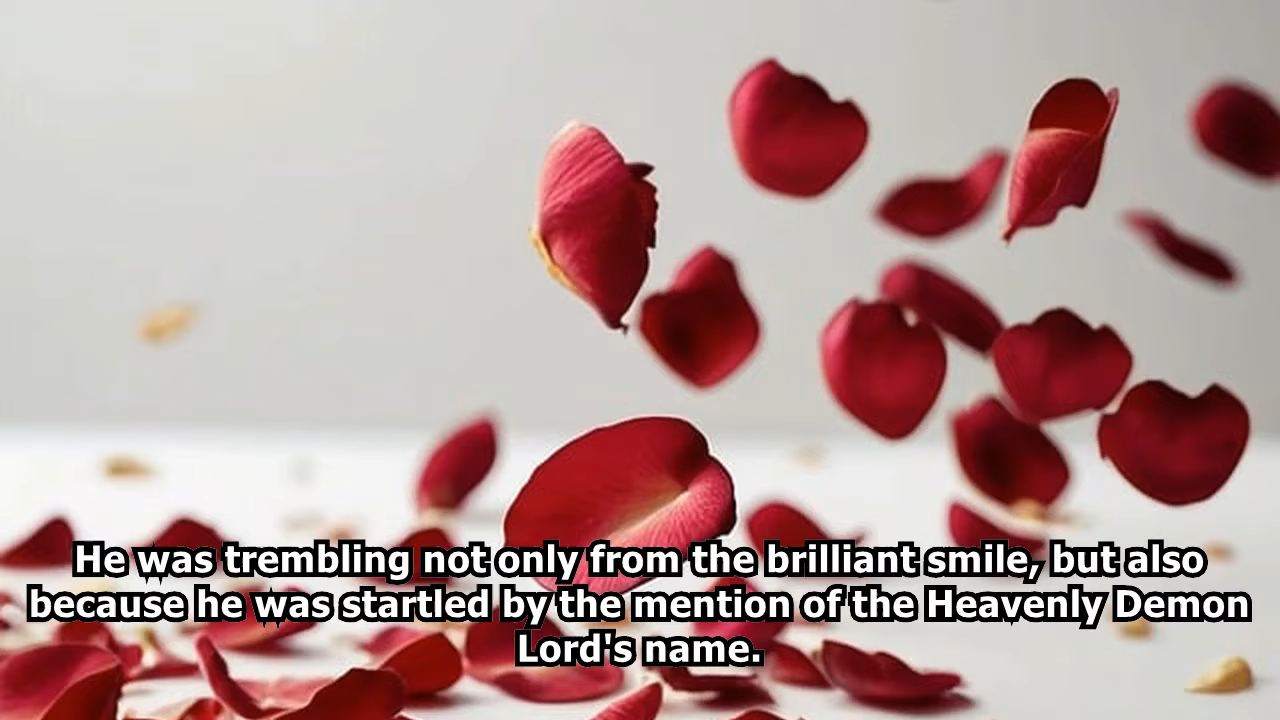 He was trembling not only from the brilliant smile, but also
because he was startled by the mention of the Heavenly Demon
Lord's name.